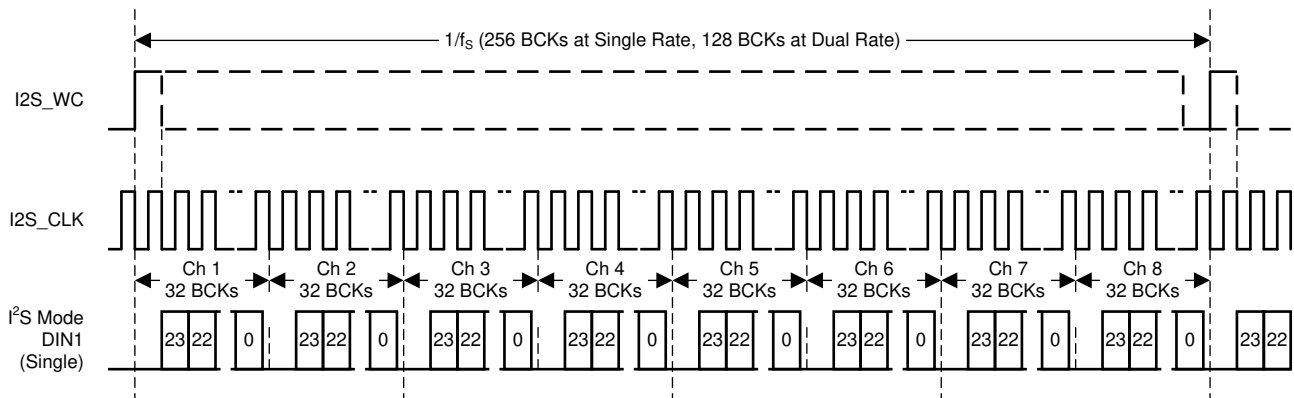 1/fS (256 BCKs at Single Rate, 128 BCKs at Dual Rate)
I2S_WC
I2S_CLK
Ch 1 Ch 2 Ch 3 Ch 4 Ch 5 Ch 6 Ch 7 Ch 8
32 BCKs 32 BCKs 32 BCKs 32 BCKs 32 BCKs 32 BCKs 32 BCKs 32 BCKs
I²S Mode
DIN1
(Single)
23 22 0 23 22 0 23 22 0 23 22 0 23 22 0 23 22 0 23 22 0 23 22 0 23 22